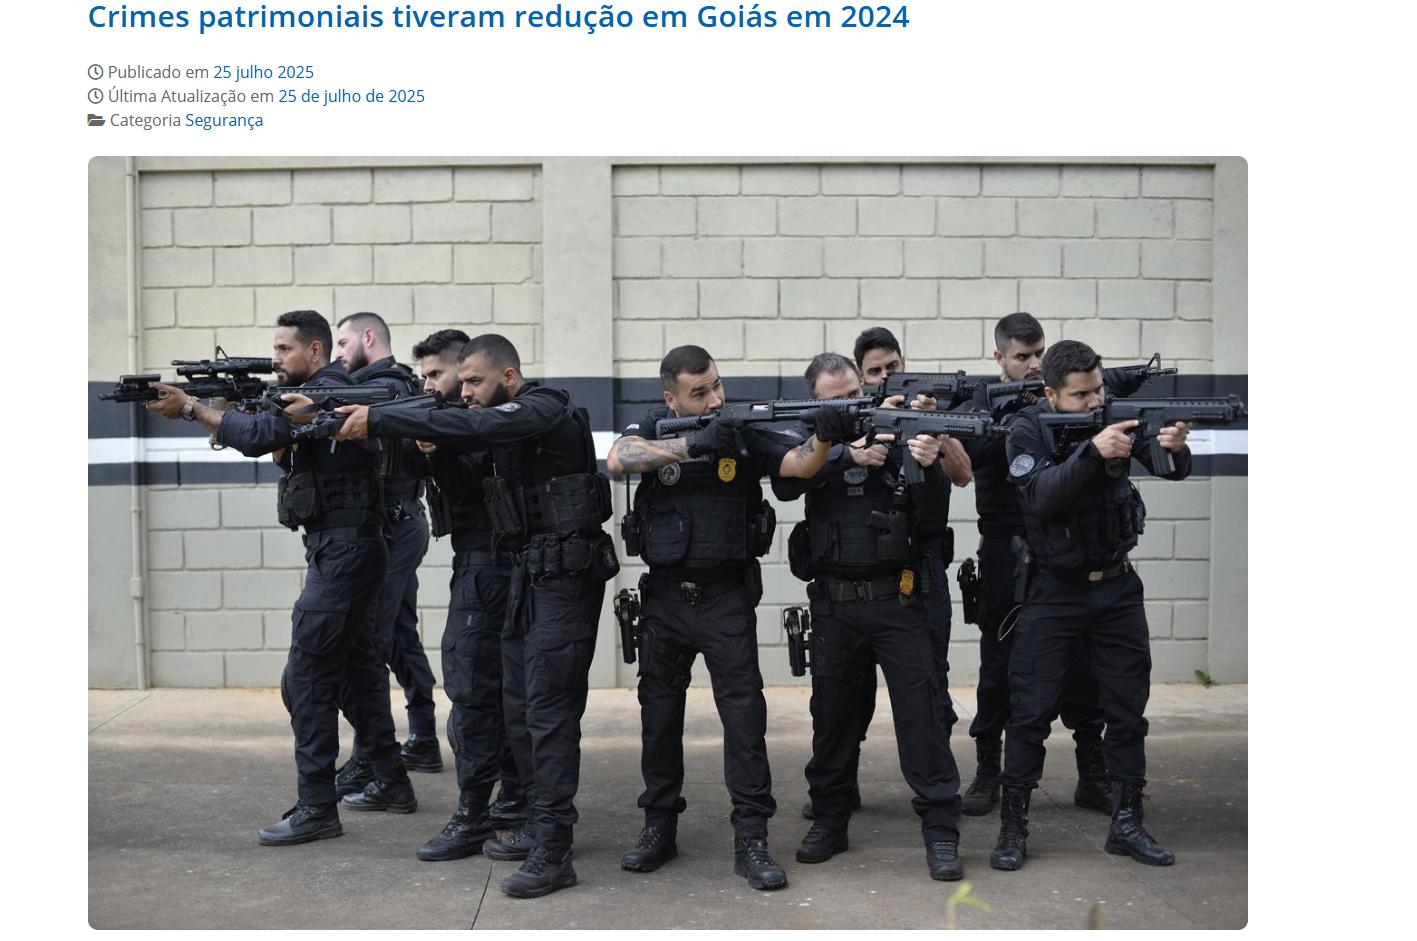 Crimes patrimoniais tiveram redução em Goiás em 2024
Publicado em 25 julho 2025
Última Atualização em 25 de julho de 2025
Categoria Segurança